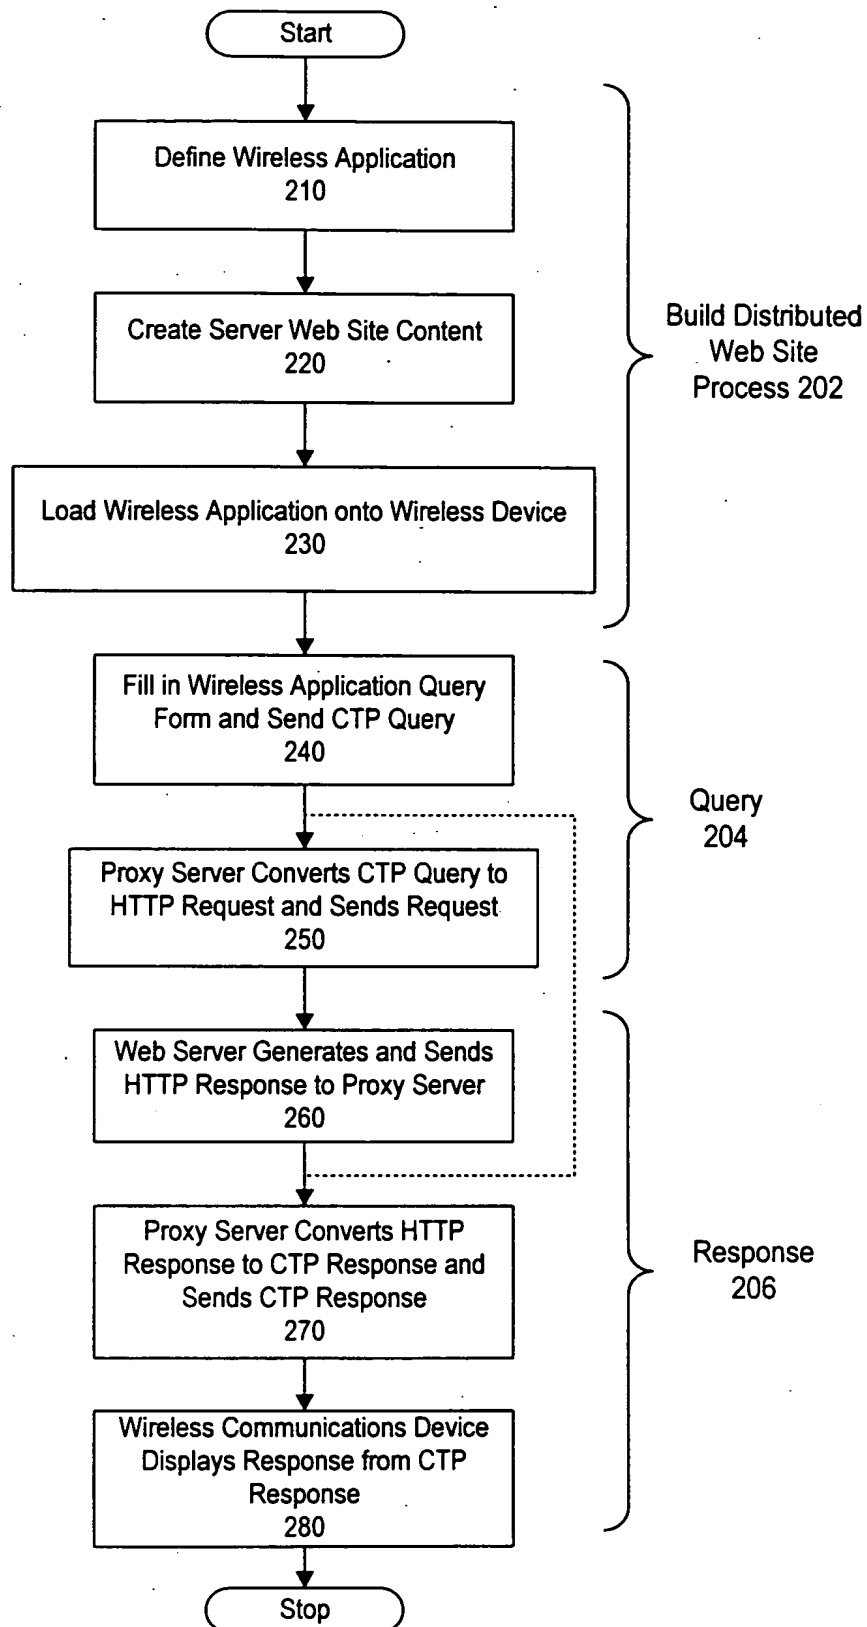 Start
Define Wireless Application
210
Create Server Web Site Content
220
Build Distributed
Web Site
Process 202
Load Wireless Application onto Wireless Device
230
Fill in Wireless Application Query
Form and Send CTP Query
240
Query
204
Proxy Server Converts CTP Query to
HTTP Request and Sends Request
250
Web Server Generates and Sends
HTTP Response to Proxy Server
260
Proxy Server Converts HTTP
Response to CTP Response and
Sends CTP Response
270
Response
206
Wireless Communications Device
Displays Response from CTP
Response
280
Stop